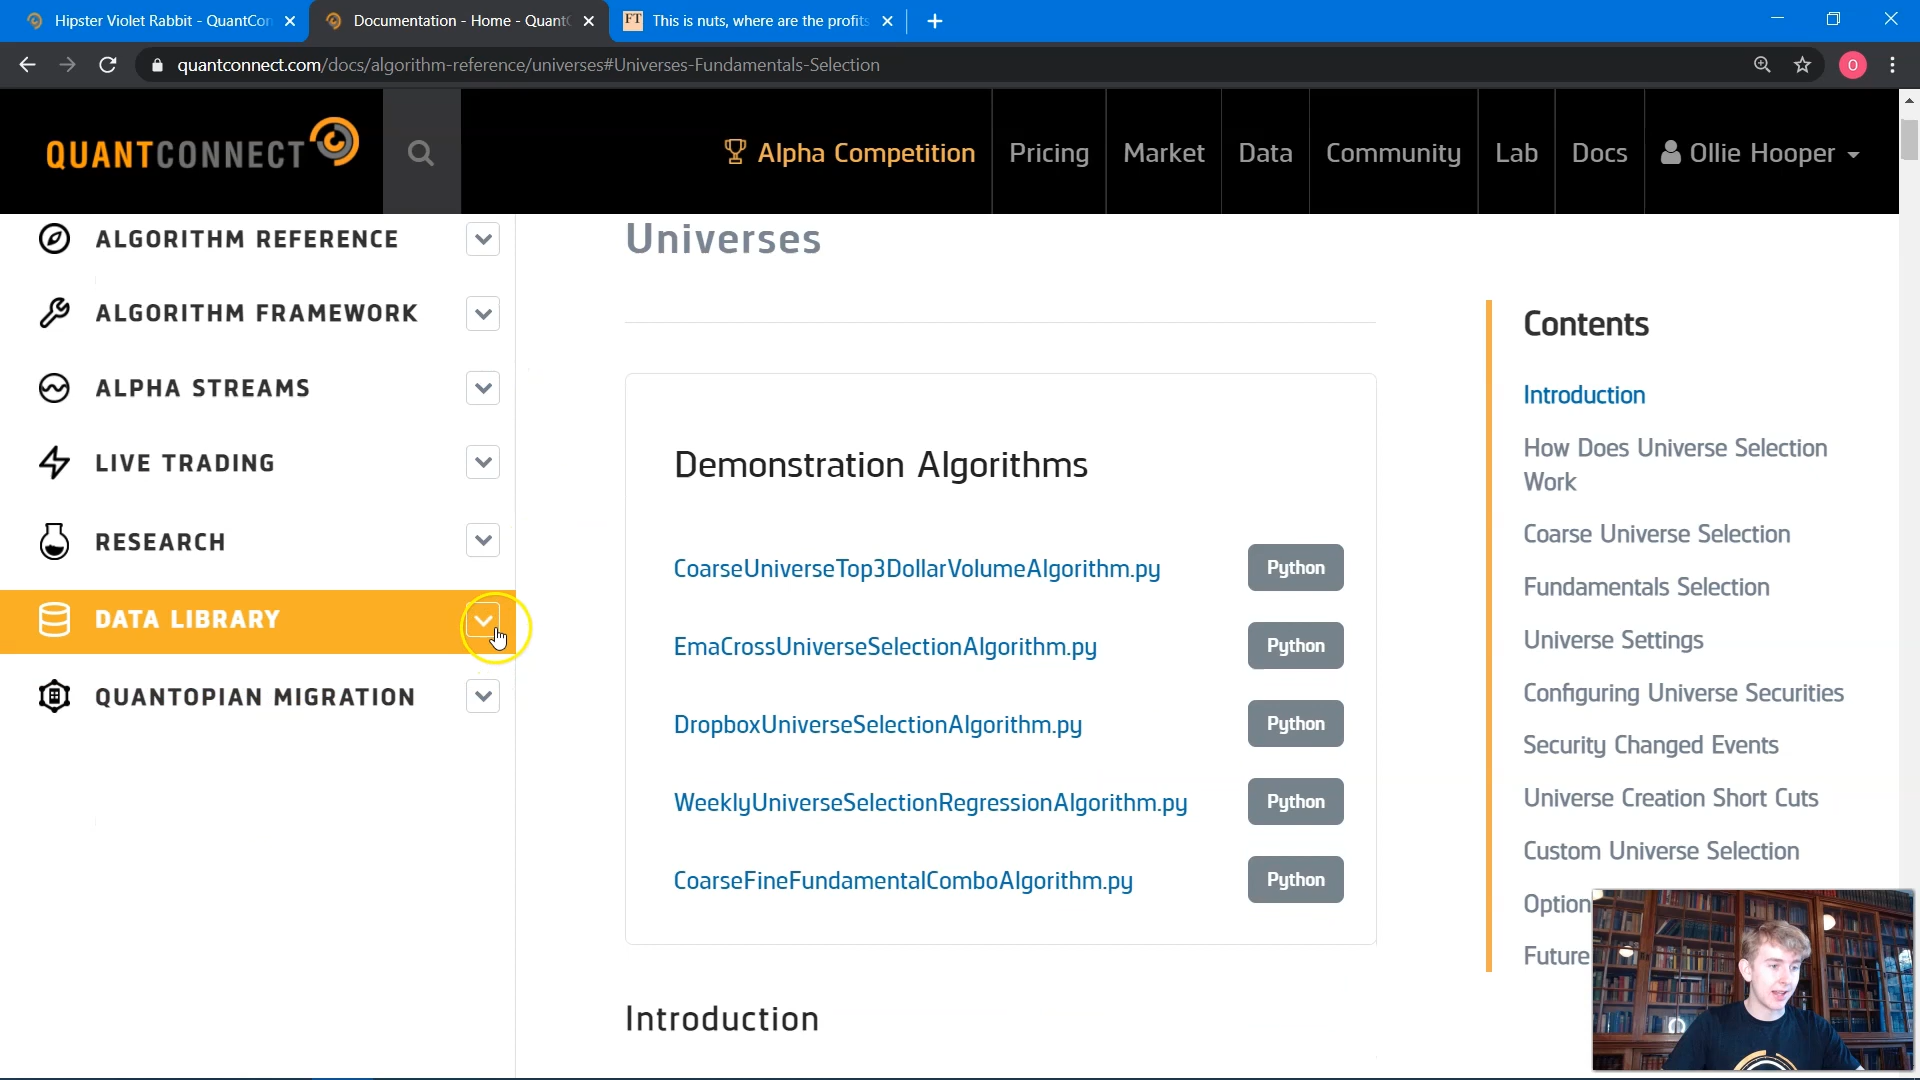 Hipster Violet Rabbit - QuantCon
Documentation - Home - QuantC
FT This is nuts, where are the profits
quantconnect.com/docs/algorithm-reference/universes#Universes-Fundamentals-Selection
O
QUANTCONNECT
Alpha Competition
Pricing
Market
Data
Community
Lab
Docs
Ollie Hooper
ALGORITHM REFERENCE
ALGORITHM FRAMEWORK
ALPHA STREAMS
LIVE TRADING
RESEARCH
DATA LIBRARY
QUANTOPIAN MIGRATION
Universes
Demonstration Algorithms
CoarseUniverseTop3DollarVolumeAlgorithm.py Python
EmaCrossUniverseSelectionAlgorithm.py Python
DropboxUniverseSelectionAlgorithm.py Python
WeeklyUniverseSelectionRegressionAlgorithm.py Python
CoarseFineFundamentalComboAlgorithm.py Python
Introduction
Contents
Introduction
How Does Universe Selection
Work
Coarse Universe Selection
Fundamentals Selection
Universe Settings
Configuring Universe Securities
Security Changed Events
Universe Creation Short Cuts
Custom Universe Selection
Option
Future